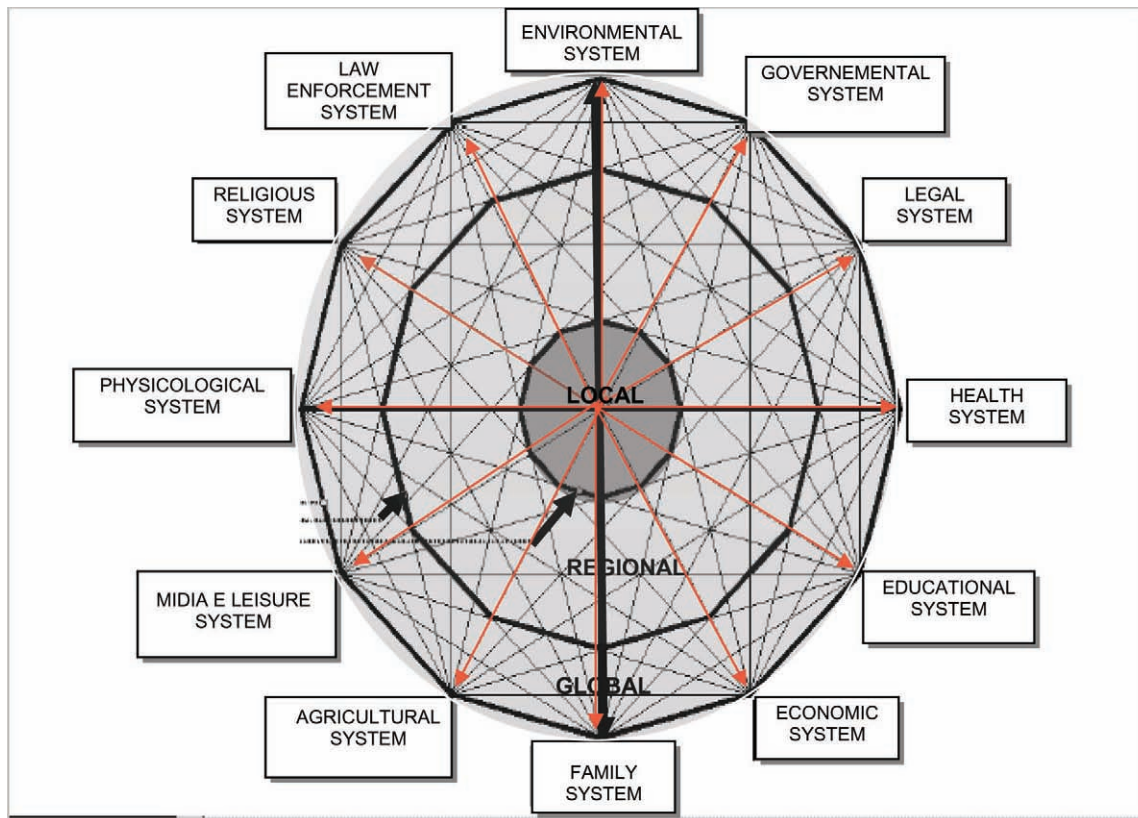 ENVIRONMENTAL
SYSTEM
LAW
ENFORCEMENT
SYSTEM
GOVERNEMENTAL
SYSTEM
RELIGIOUS
SYSTEM
LEGAL
SYSTEM
PHYSICOLOGICAL
SYSTEM
LOCAL
HEALTH
SYSTEM
REGIONAL
MIDIA E LEISURE
SYSTEM
EDUCATIONAL
SYSTEM
GLOBAL
AGRICULTURAL
SYSTEM
ECONOMIC
SYSTEM
FAMILY
SYSTEM